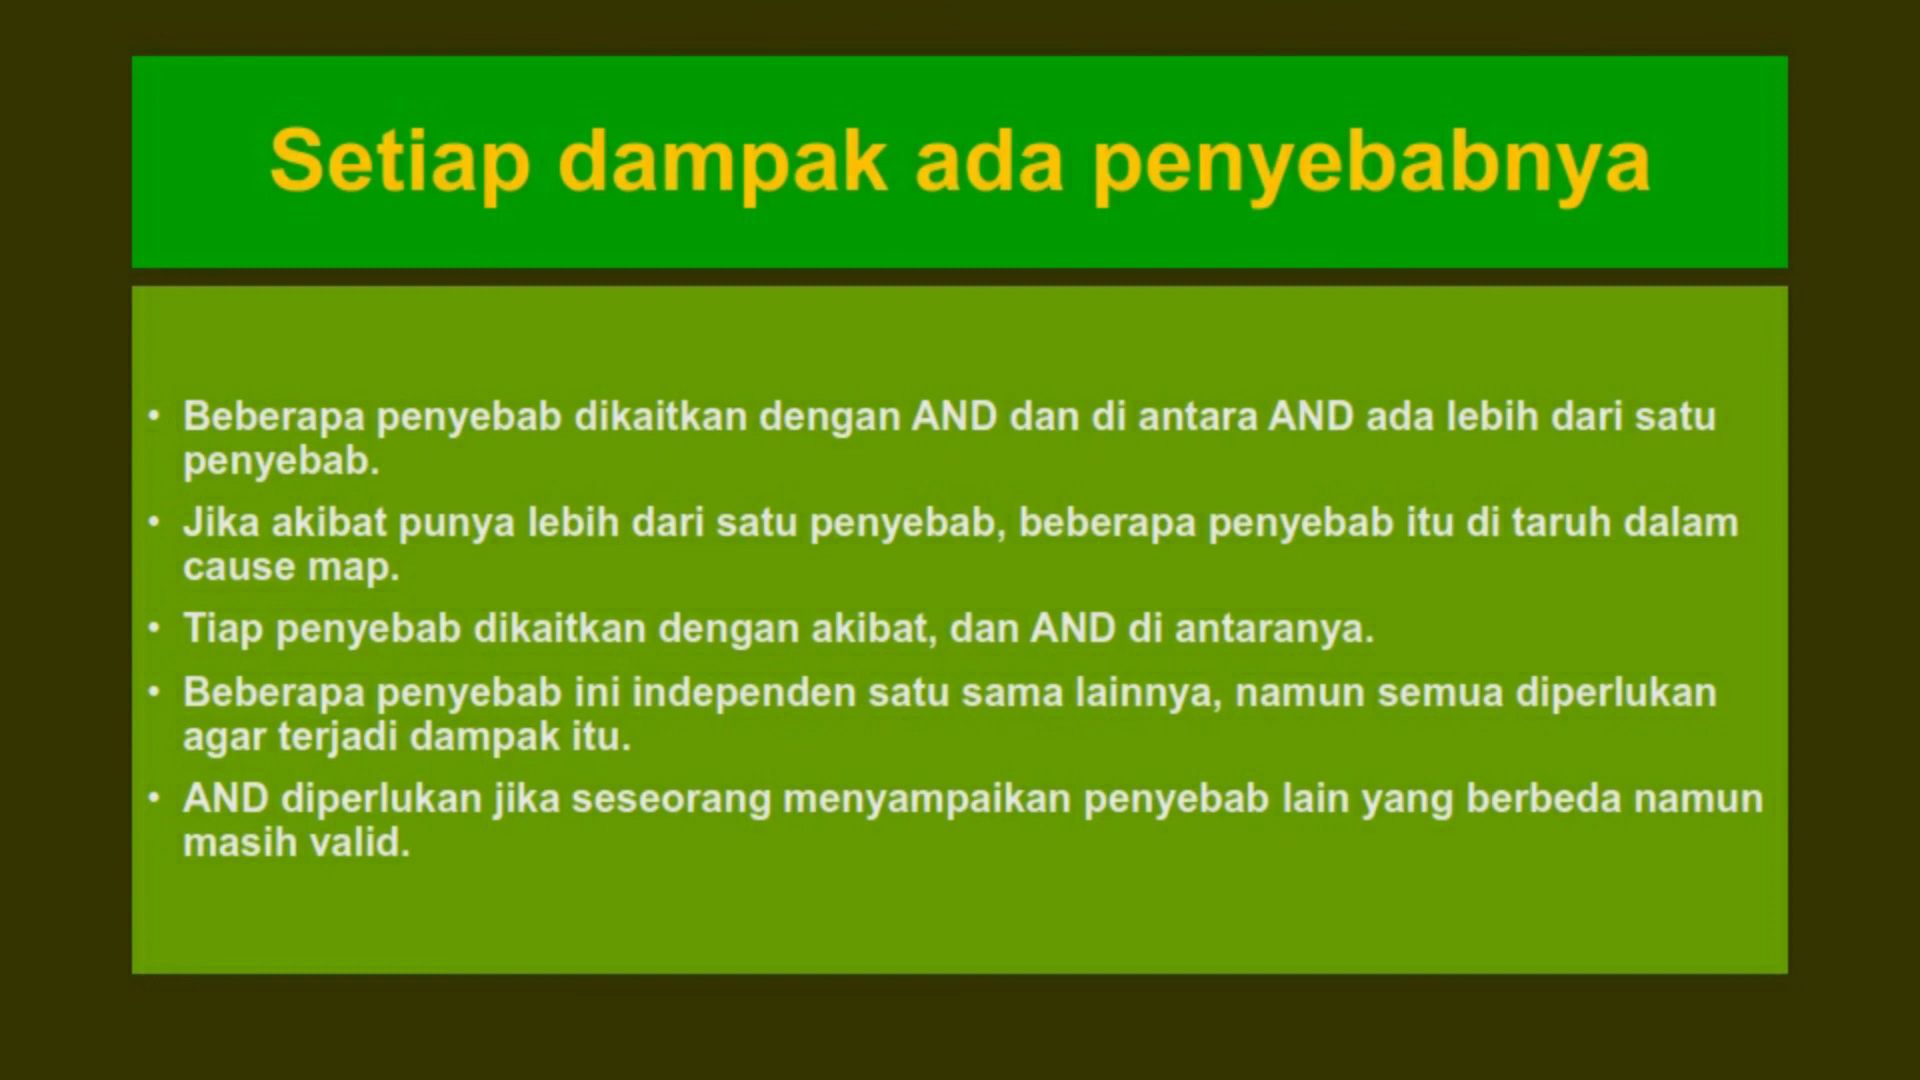 Setiap dampak ada penyebabnya
• Beberapa penyebab dikaitkan dengan AND dan di antara AND ada lebih dari satu
penyebab.
• Jika akibat punya lebih dari satu penyebab, beberapa penyebab itu di taruh dalam
cause map.
• Tiap penyebab dikaitkan dengan akibat, dan AND di antaranya.
• Beberapa penyebab ini independen satu sama lainnya, namun semua diperlukan
agar terjadi dampak itu.
• AND diperlukan jika seseorang menyampaikan penyebab lain yang berbeda namun
masih valid.